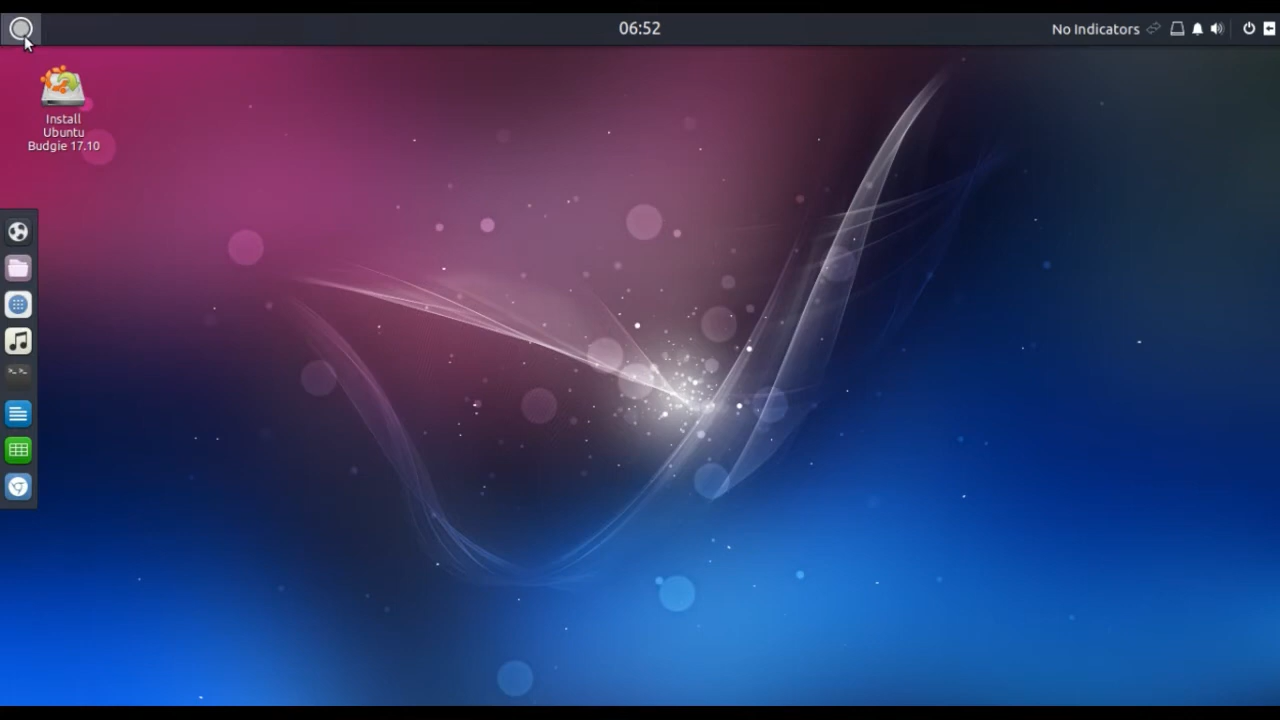 06:52
No Indicators
Install
Ubuntu
Budgie 17.10
>_ >_